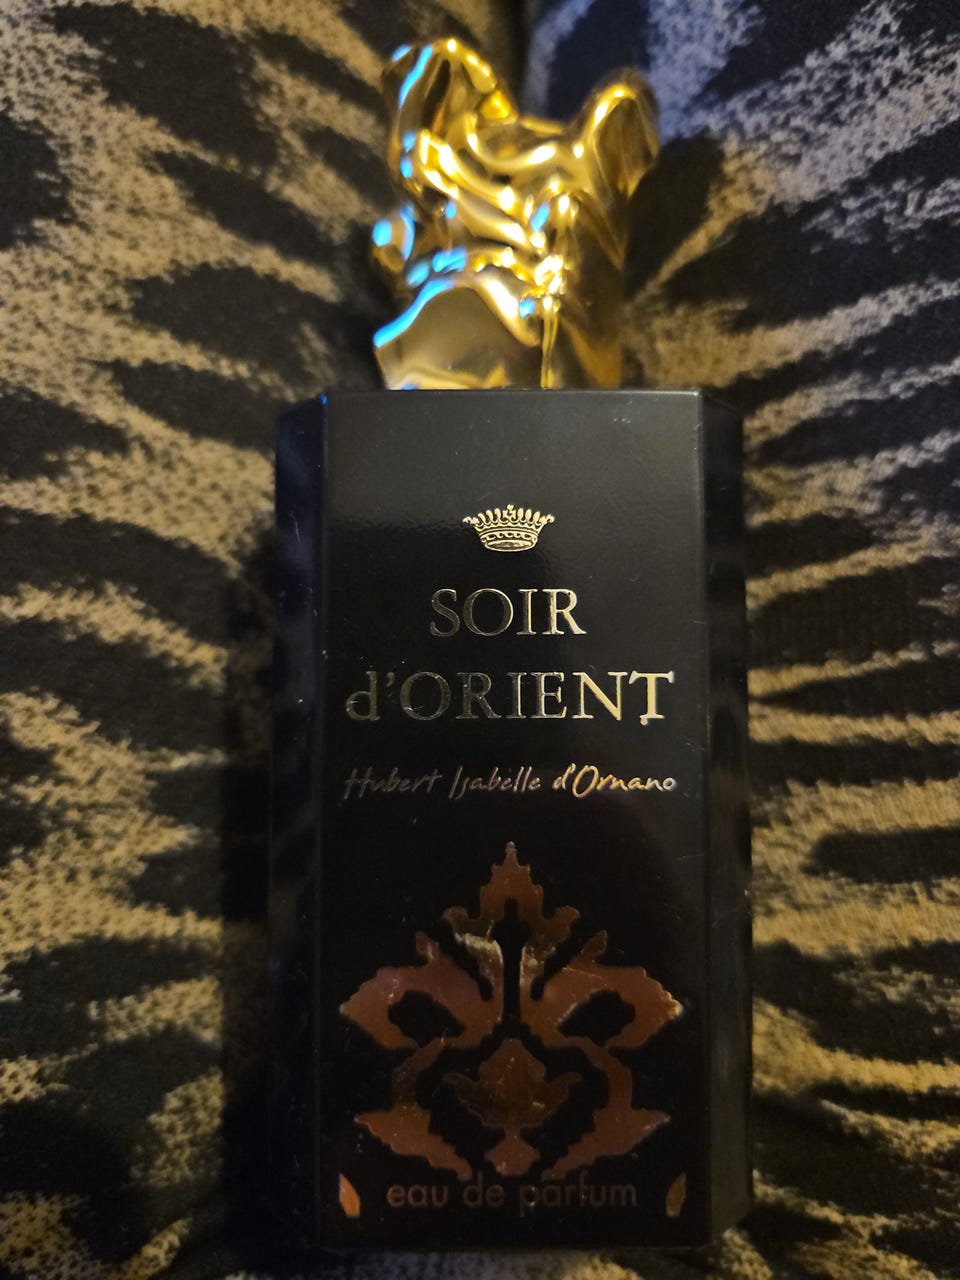 SOIR
d'ORIENT
Hubert Isabelle d'Ornano
eau de parfum